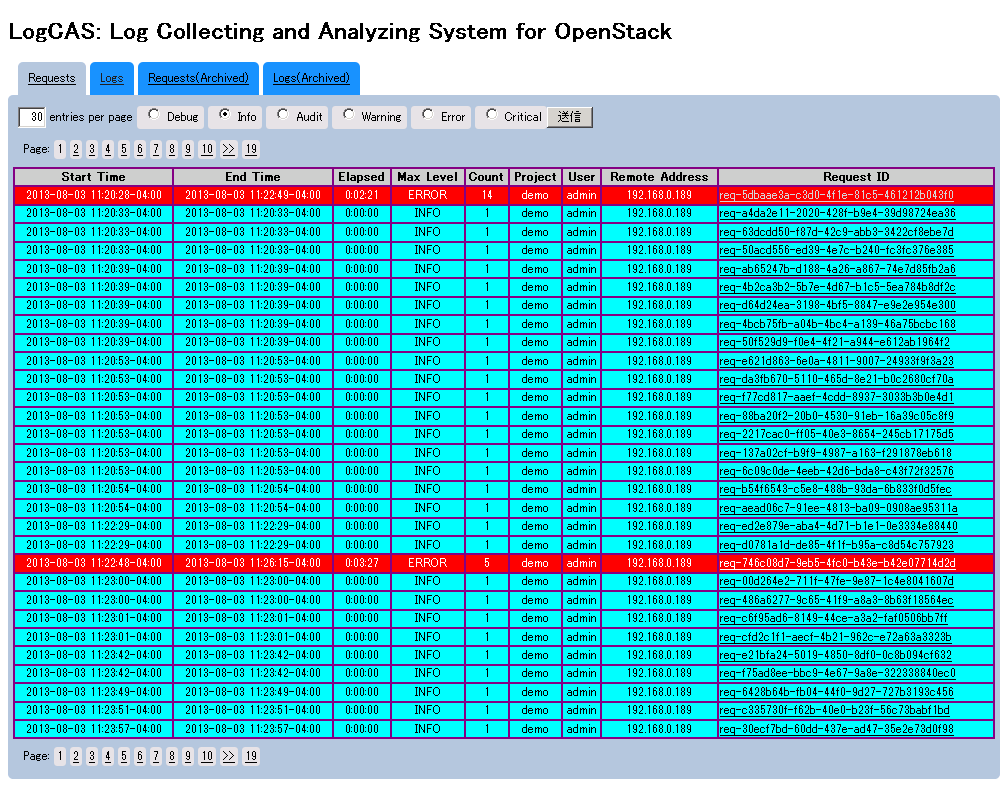 LogCAS: Log Collecting and Analyzing System for OpenStack
Requests Logs Requests(Archived) Logs(Archived)
30 entries per page Debug Info Audit Warning Error Critical 送信
Page: 1 2 3 4 5 6 7 8 9 10 >> 19
Start Time End Time Elapsed Max Level Count Project User Remote Address Request ID
2013-08-03 11:20:28-04:00 2013-08-03 11:22:49-04:00 0:02:21 ERROR 14 demo admin 192.168.0.189 req-5dbaae3a-c3d0-4f1e-81c5-461212b043f0
2013-08-03 11:20:33-04:00 2013-08-03 11:20:33-04:00 0:00:00 INFO 1 demo admin 192.168.0.189 req-a4da2e11-2020-428f-b9e4-39d98724ea36
2013-08-03 11:20:33-04:00 2013-08-03 11:20:33-04:00 0:00:00 INFO 1 demo admin 192.168.0.189 req-63dcdd50-f87d-42c9-abb3-3422cf8ebe7d
2013-08-03 11:20:33-04:00 2013-08-03 11:20:33-04:00 0:00:00 INFO 1 demo admin 192.168.0.189 req-50acd556-ed39-4e7c-b240-fc3fc376e385
2013-08-03 11:20:39-04:00 2013-08-03 11:20:39-04:00 0:00:00 INFO 1 demo admin 192.168.0.189 req-ab65247b-d188-4a26-a867-74e7d85fb2a6
2013-08-03 11:20:39-04:00 2013-08-03 11:20:39-04:00 0:00:00 INFO 1 demo admin 192.168.0.189 req-4b2ca3b2-5b7e-4d67-b1c5-5ea784b8df2c
2013-08-03 11:20:39-04:00 2013-08-03 11:20:39-04:00 0:00:00 INFO 1 demo admin 192.168.0.189 req-d64d24ea-3198-4bf5-8847-e9e2e954e300
2013-08-03 11:20:39-04:00 2013-08-03 11:20:39-04:00 0:00:00 INFO 1 demo admin 192.168.0.189 req-4bcb75fb-a04b-4bc4-a139-46a75bcbc168
2013-08-03 11:20:39-04:00 2013-08-03 11:20:39-04:00 0:00:00 INFO 1 demo admin 192.168.0.189 req-50f529d9-f0e4-4f21-a944-e612ab1964f2
2013-08-03 11:20:53-04:00 2013-08-03 11:20:53-04:00 0:00:00 INFO 1 demo admin 192.168.0.189 req-e621d863-6e0a-4811-9007-24933f9f3a23
2013-08-03 11:20:53-04:00 2013-08-03 11:20:53-04:00 0:00:00 INFO 1 demo admin 192.168.0.189 req-da3fb670-5110-465d-8e21-b0c2680cf70a
2013-08-03 11:20:53-04:00 2013-08-03 11:20:53-04:00 0:00:00 INFO 1 demo admin 192.168.0.189 req-f77cd817-aaef-4cdd-8937-3033b3b0e4d1
2013-08-03 11:20:53-04:00 2013-08-03 11:20:53-04:00 0:00:00 INFO 1 demo admin 192.168.0.189 req-88ba20f2-20b0-4530-91eb-16a39c05c8f9
2013-08-03 11:20:53-04:00 2013-08-03 11:20:53-04:00 0:00:00 INFO 1 demo admin 192.168.0.189 req-2217cac0-ff05-40e3-8654-245cb17175d5
2013-08-03 11:20:53-04:00 2013-08-03 11:20:53-04:00 0:00:00 INFO 1 demo admin 192.168.0.189 req-137a02cf-b9f9-4987-a163-f291878eb618
2013-08-03 11:20:53-04:00 2013-08-03 11:20:53-04:00 0:00:00 INFO 1 demo admin 192.168.0.189 req-6c09c0de-4eeb-42d6-bda8-c43f72f32576
2013-08-03 11:20:54-04:00 2013-08-03 11:20:54-04:00 0:00:00 INFO 1 demo admin 192.168.0.189 req-b54f6543-c5e8-488b-93da-6b833f0d5fec
2013-08-03 11:20:54-04:00 2013-08-03 11:20:54-04:00 0:00:00 INFO 1 demo admin 192.168.0.189 req-aead06c7-91ee-4813-ba09-0908ae95311a
2013-08-03 11:22:29-04:00 2013-08-03 11:22:29-04:00 0:00:00 INFO 1 demo admin 192.168.0.189 req-ed2e879e-aba4-4d71-b1e1-0e3334e88440
2013-08-03 11:22:29-04:00 2013-08-03 11:22:29-04:00 0:00:00 INFO 1 demo admin 192.168.0.189 req-d0781a1d-de85-4f1f-b95a-c8d54c757923
2013-08-03 11:22:48-04:00 2013-08-03 11:26:15-04:00 0:03:27 ERROR 5 demo admin 192.168.0.189 req-746c08d7-9eb5-4fc0-b43e-b42e07714d2d
2013-08-03 11:23:00-04:00 2013-08-03 11:23:00-04:00 0:00:00 INFO 1 demo admin 192.168.0.189 req-00d264e2-711f-47fe-9e87-1c4e8041607d
2013-08-03 11:23:00-04:00 2013-08-03 11:23:00-04:00 0:00:00 INFO 1 demo admin 192.168.0.189 req-486a6277-9c65-41f9-a8a3-8b63f18564ec
2013-08-03 11:23:01-04:00 2013-08-03 11:23:01-04:00 0:00:00 INFO 1 demo admin 192.168.0.189 req-c6f95ad6-8149-44ce-a3a2-faf0506bb7ff
2013-08-03 11:23:01-04:00 2013-08-03 11:23:01-04:00 0:00:00 INFO 1 demo admin 192.168.0.189 req-cfd2c1f1-aecf-4b21-962c-e72a63a3323b
2013-08-03 11:23:42-04:00 2013-08-03 11:23:42-04:00 0:00:00 INFO 1 demo admin 192.168.0.189 req-e21bfa24-5019-4850-8df0-0c8b094cf632
2013-08-03 11:23:42-04:00 2013-08-03 11:23:42-04:00 0:00:00 INFO 1 demo admin 192.168.0.189 req-f75ad8ee-bbc9-4e67-9a8e-322338840ec0
2013-08-03 11:23:49-04:00 2013-08-03 11:23:49-04:00 0:00:00 INFO 1 demo admin 192.168.0.189 req-6428b64b-fb04-44f0-9d27-727b3193c456
2013-08-03 11:23:51-04:00 2013-08-03 11:23:51-04:00 0:00:00 INFO 1 demo admin 192.168.0.189 req-c335730f-f62b-40e0-b23f-56c73babf1bd
2013-08-03 11:23:57-04:00 2013-08-03 11:23:57-04:00 0:00:00 INFO 1 demo admin 192.168.0.189 req-30ecf7bd-60dd-437e-ad47-35e2e73d0f98
Page: 1 2 3 4 5 6 7 8 9 10 >> 19